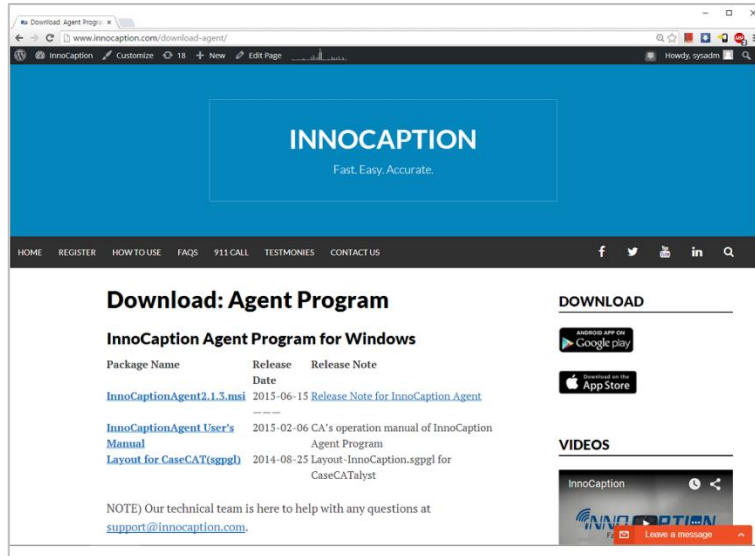 Download: Agent Progra
www.innocaption.com/download-agent/
InnoCaption Customize 18 New Edit Page Howdy, sysadm
INNOCAPTION
Fast. Easy. Accurate.
HOME REGISTER HOW TO USE FAQS 911 CALL TESTMONIES CONTACT US
Download: Agent Program
InnoCaption Agent Program for Windows
Package Name Release Release Note
Date
InnoCaptionAgent2.1.3.msi 2015-06-15 Release Note for InnoCaption Agent
———
InnoCaptionAgent User's 2015-02-06 CA's operation manual of InnoCaption
Manual Agent Program
Layout for CaseCAT(sgpgl) 2014-08-25 Layout-InnoCaption.sgpgl for
CaseCATalyst
NOTE) Our technical team is here to help with any questions at
support@innocaption.com.
DOWNLOAD
ANDROID APP ON
Google play
Download on the
App Store
VIDEOS
InnoCaption
Leave a message